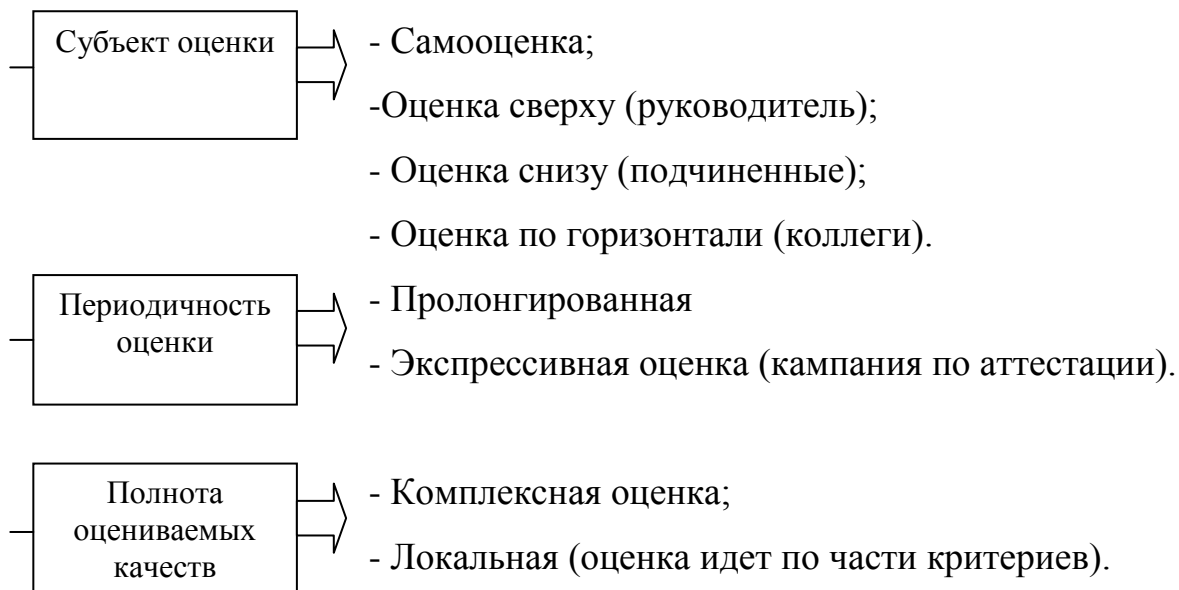 Субъект оценки
- Самооценка;
-Оценка сверху (руководитель);
- Оценка снизу (подчиненные);
- Оценка по горизонтали (коллеги).
Периодичность
оценки
- Пролонгированная
- Экспрессивная оценка (кампания по аттестации).
Полнота
оцениваемых
качеств
- Комплексная оценка;
- Локальная (оценка идет по части критериев).